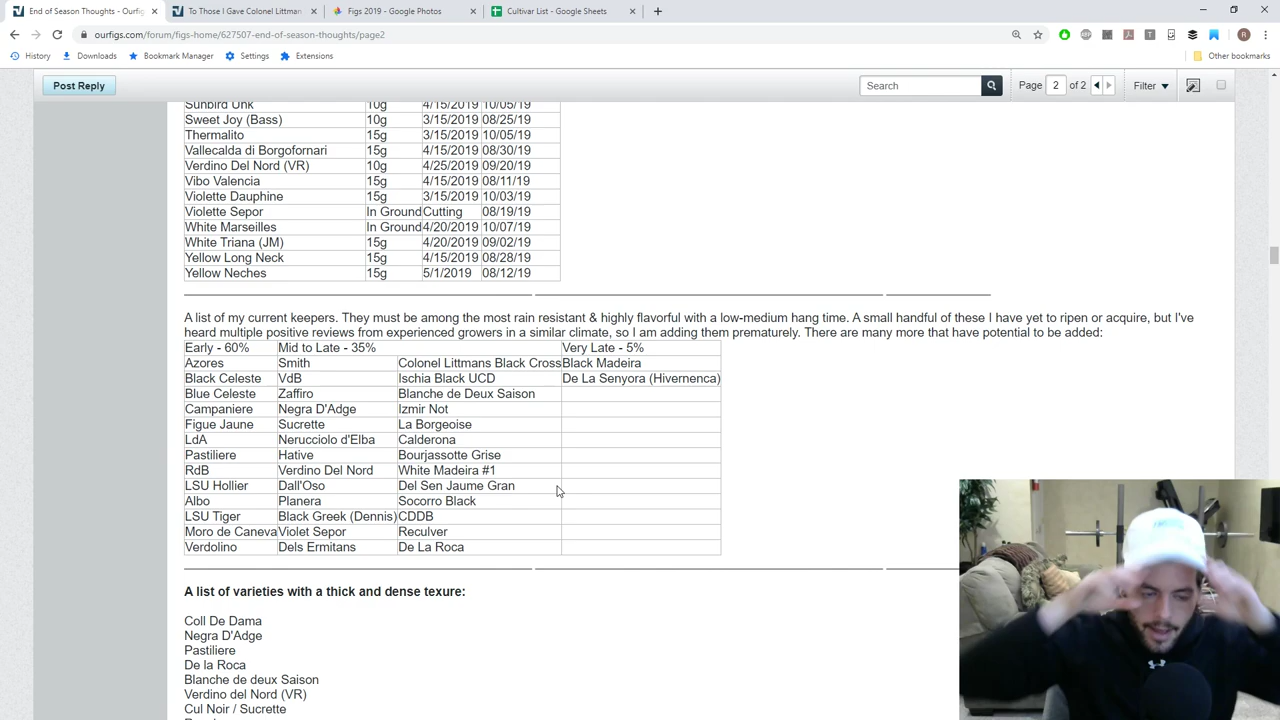 End of Season Thoughts - Ourfig
To Those I Gave Colonel Littman
Figs 2019 - Google Photos
Cultivar List - Google Sheets
ourfigs.com/forum/figs-home/627507-end-of-season-thoughts/page2
History Downloads Bookmark Manager Settings Extensions Other bookmarks
Post Reply Search Page 2 of 2 Filter
Sunbird Unk 10g 4/15/2019 10/05/19
Sweet Joy (Bass) 10g 3/15/2019 08/25/19
Thermalito 15g 3/15/2019 10/05/19
Vallecalda di Borgofornari 15g 4/15/2019 08/30/19
Verdino Del Nord (VR) 10g 4/25/2019 09/20/19
Vibo Valencia 15g 4/15/2019 08/11/19
Violette Dauphine 15g 3/15/2019 10/03/19
Violette Sepor In Ground Cutting 08/19/19
White Marseilles In Ground 4/20/2019 10/07/19
White Triana (JM) 15g 4/20/2019 09/02/19
Yellow Long Neck 15g 4/15/2019 08/28/19
Yellow Neches 15g 5/1/2019 08/12/19
A list of my current keepers. They must be among the most rain resistant & highly flavorful with a low-medium hang time. A small handful of these I have yet to ripen or acquire, but I've
heard multiple positive reviews from experienced growers in a similar climate, so I am adding them prematurely. There are many more that have potential to be added:
Early - 60% Mid to Late - 35% Very Late - 5%
Azores Smith Colonel Littmans Black Cross Black Madeira
Black Celeste VdB Ischia Black UCD De La Senyora (Hivernenca)
Blue Celeste Zaffiro Blanche de Deux Saison
Campaniere Negra D'Adge Izmir Not
Figue Jaune Sucrette La Borgeoise
LdA Nerucciolo d'Elba Calderona
Pastiliere Hative Bourjassotte Grise
RdB Verdino Del Nord White Madeira #1
LSU Hollier Dall'Oso Del Sen Jaume Gran
Albo Planera Socorro Black
LSU Tiger Black Greek (Dennis) CDDB
Moro de Caneva Violet Sepor Reculver
Verdolino Dels Ermitans De La Roca
A list of varieties with a thick and dense texure:
Coll De Dama
Negra D'Adge
Pastiliere
De la Roca
Blanche de deux Saison
Verdino del Nord (VR)
Cul Noir / Sucrette